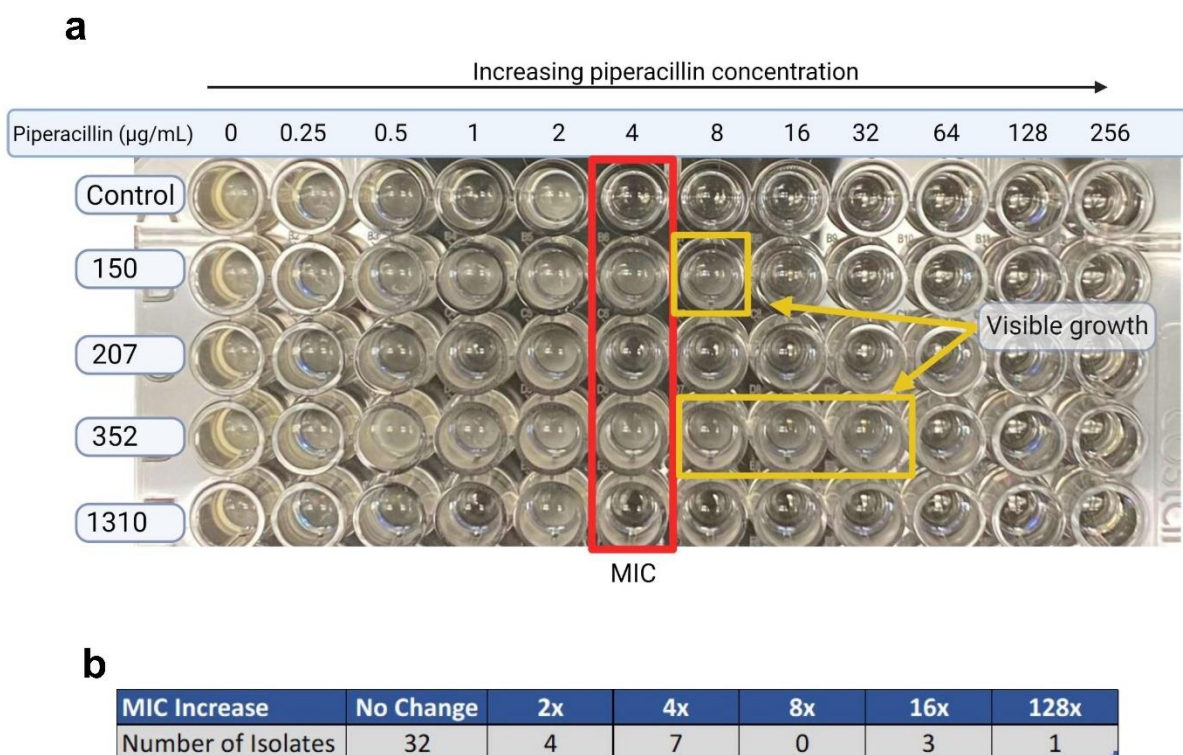 a
Increasing piperacillin concentration
Piperacillin (µg/mL) 0 0.25 0.5 1 2 4 8 16 32 64 128 256
Control
150
207
Visible growth
352
1310
MIC
b
MIC Increase No Change 2x 4x 8x 16x 128x
Number of Isolates 32 4 7 0 3 1